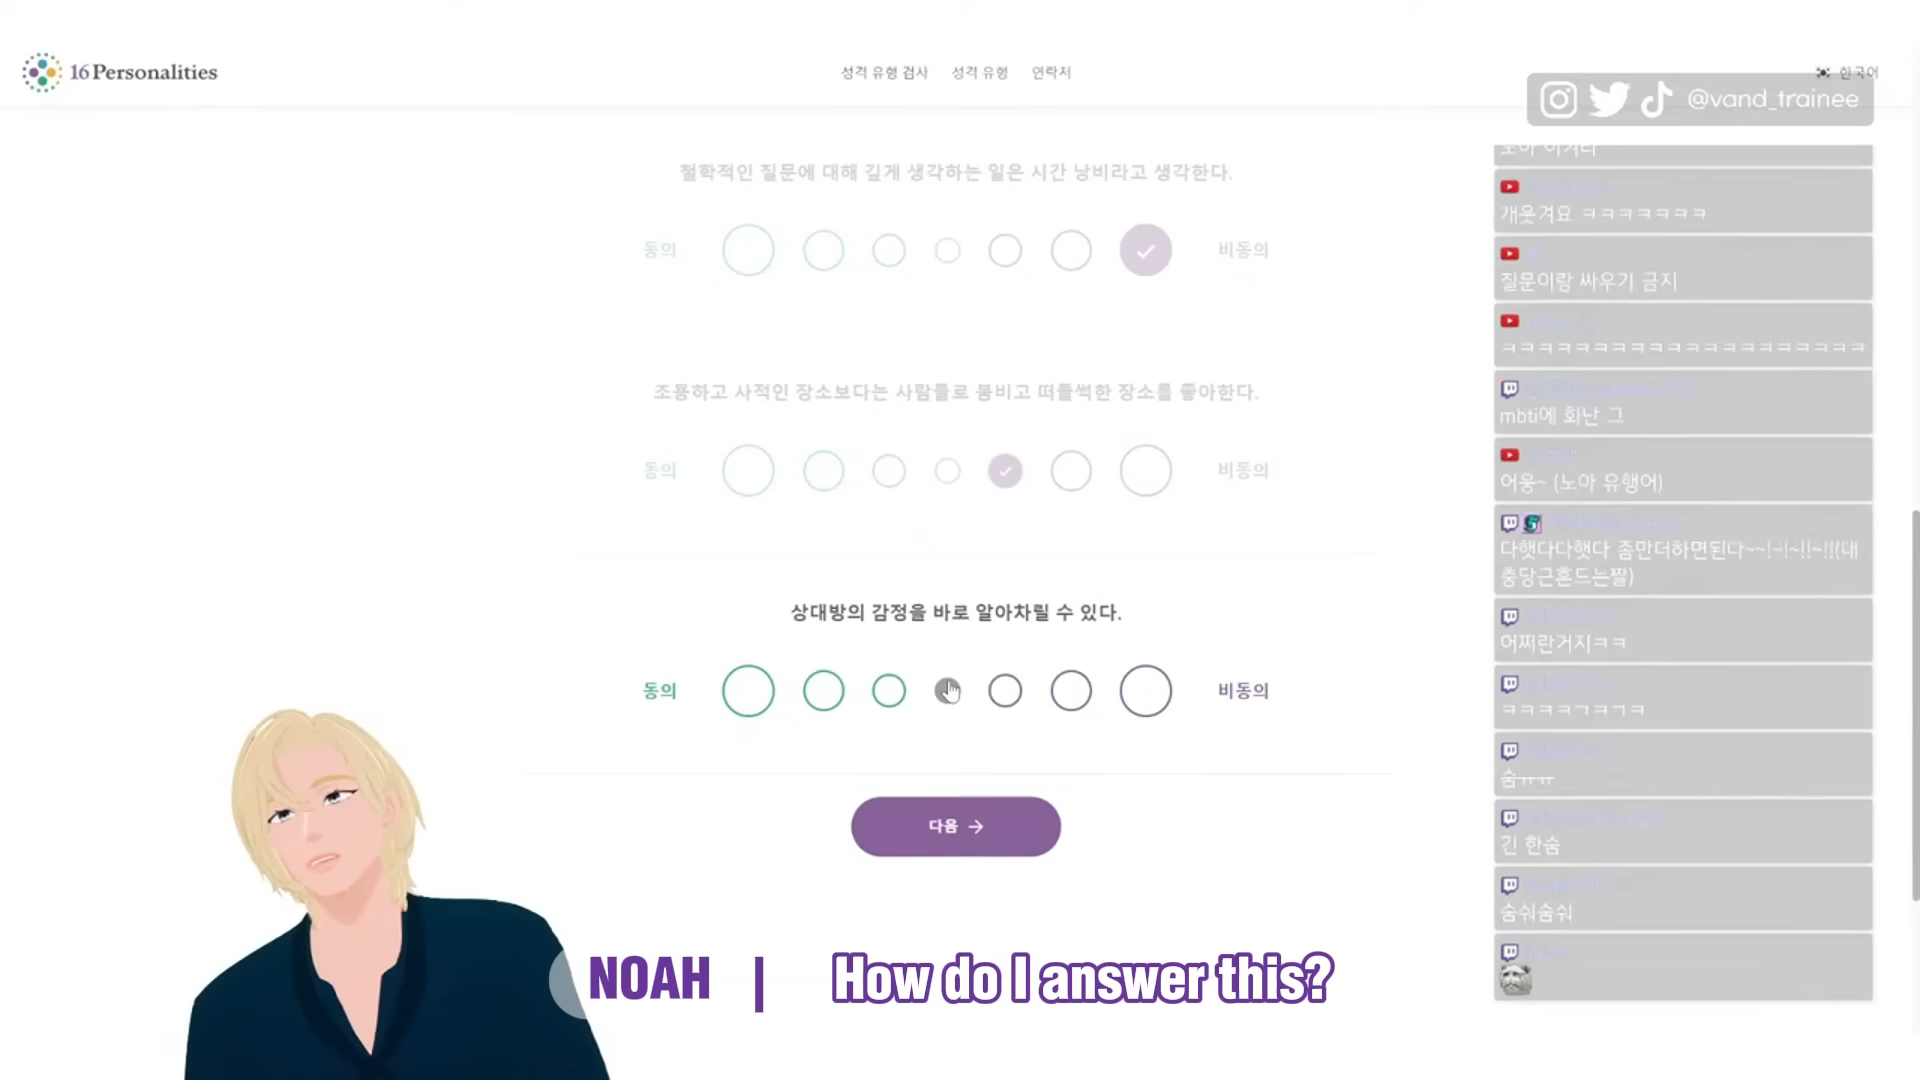 16Personalities
성격 유형 검사 성격 유형 연락처
한국어
@vand_trainee
철학적인 질문에 대해 깊게 생각하는 일은 시간 낭비라고 생각한다.
동의 비동의
조용하고 사적인 장소보다는 사람들로 붐비고 떠들썩한 장소를 좋아한다.
동의 비동의
상대방의 감정을 바로 알아차릴 수 있다.
동의 비동의
다음 →
개웃겨요 ㅋㅋㅋㅋㅋㅋㅋ
질문이랑 싸우기 금지
ㅋㅋㅋㅋㅋㅋㅋㅋㅋㅋㅋㅋㅋㅋㅋㅋㅋㅋㅋㅋ
mbti에 화난 그
어웅~ (노아 유행어)
다햇다다햇다 좀만더하면된다~~!~!~!!~!!!(대
충당근흔드는짤)
어쩌란거지ㅋㅋ
ㅋㅋㅋㅋㄱㅋㄱㅋ
숨ㅠㅠ
긴 한숨
숨쉬숨쉬
NOAH | How do I answer this?